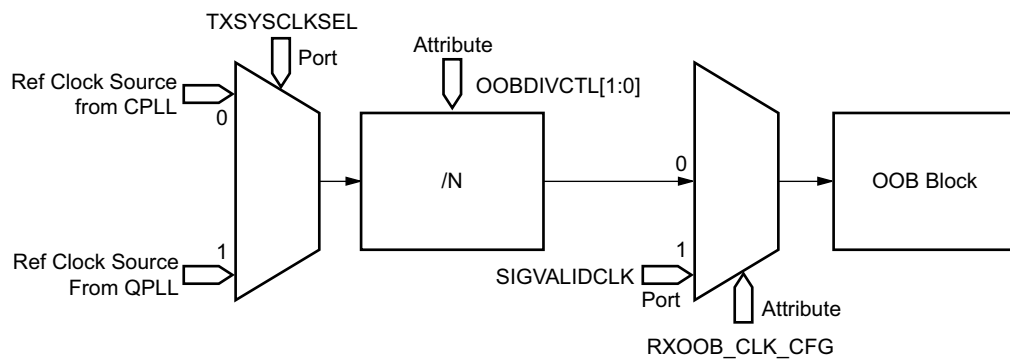 TXSYSCLKSEL
Port
Attribute
OOBDIVCTL[1:0]
Ref Clock Source
from CPLL
0
/N
0
OOB Block
1
Ref Clock Source
From QPLL
1
SIGVALIDCLK
Port
Attribute
RXOOB_CLK_CFG